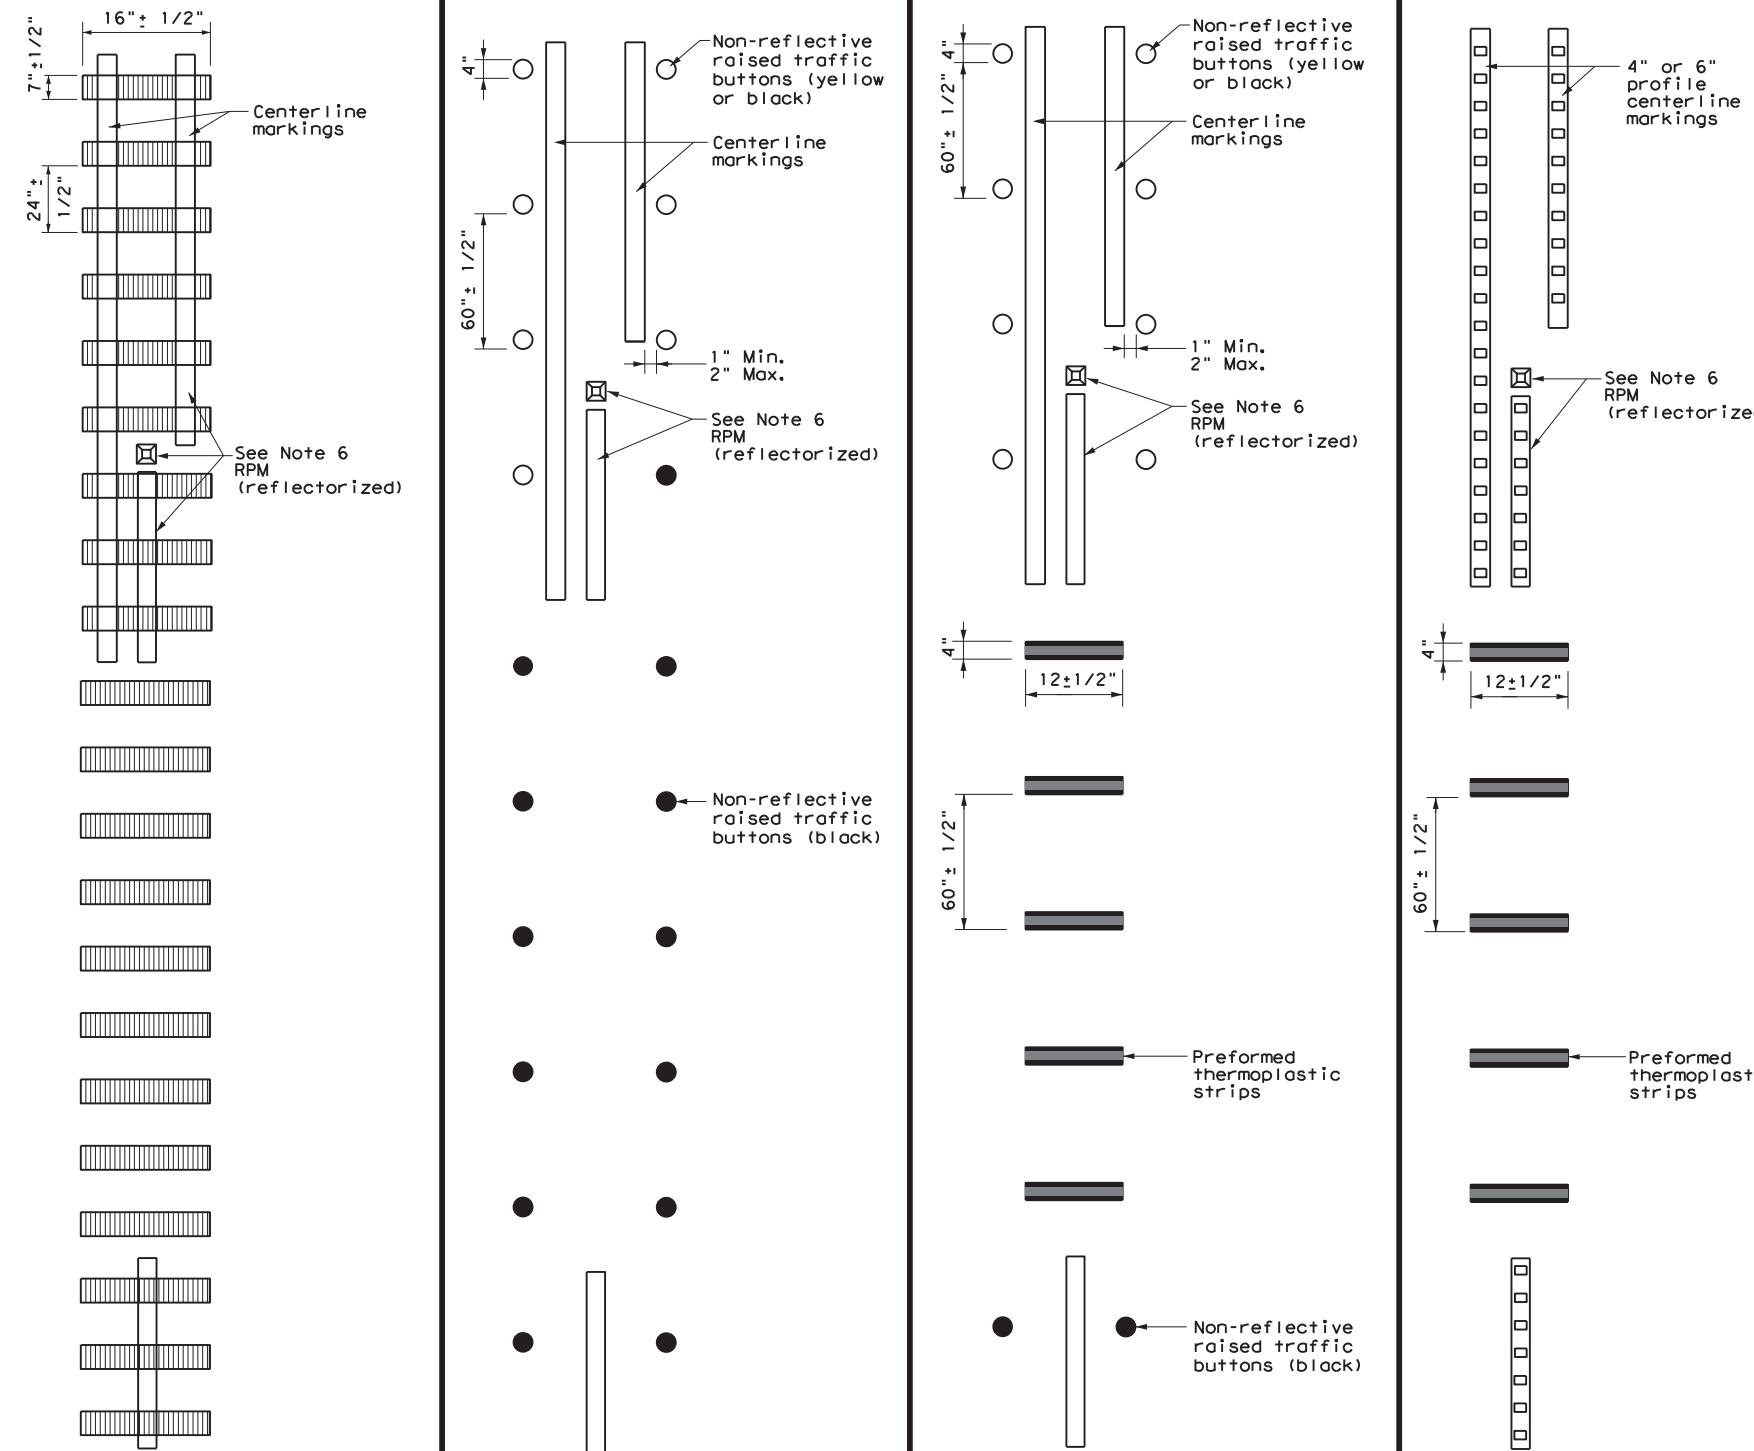 16"± 1/2"
7"±1/2"
Centerline
markings
24"±
1/2"
See Note 6
RPM
(reflectorized)
4"
Non-reflective
raised traffic
buttons (yellow
or black)
Centerline
markings
60"± 1/2"
1" Min.
2" Max.
See Note 6
RPM
(reflectorized)
Non-reflective
raised traffic
buttons (black)
4"
60"± 1/2"
Non-reflective
raised traffic
buttons (yellow
or black)
Centerline
markings
1" Min.
2" Max.
See Note 6
RPM
(reflectorized)
4"
12±1/2"
60"± 1/2"
Preformed
thermoplastic
strips
Non-reflective
raised traffic
buttons (black)
4" or 6"
profile
centerline
markings
See Note 6
RPM
(reflectorize
4"
12±1/2"
60"± 1/2"
Preformed
thermoplast
strips